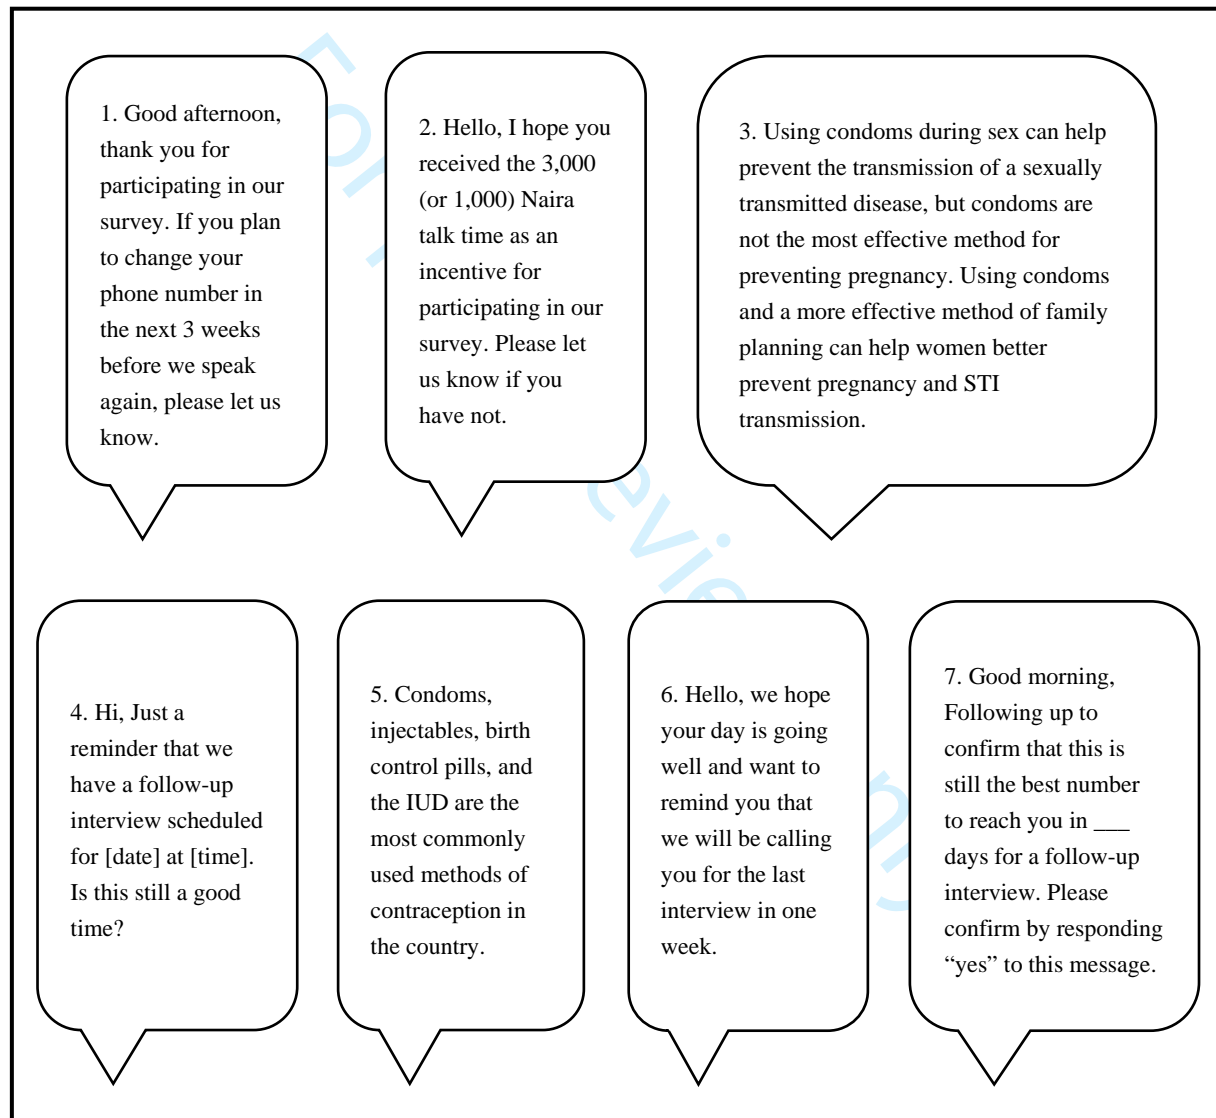 1. Good afternoon,
thank you for
participating in our
survey. If you plan
to change your
phone number in
the next 3 weeks
before we speak
again, please let us
know.
2. Hello, I hope you
received the 3,000
(or 1,000) Naira
talk time as an
incentive for
participating in our
survey. Please let
us know if you
have not.
3. Using condoms during sex can help
prevent the transmission of a sexually
transmitted disease, but condoms are
not the most effective method for
preventing pregnancy. Using condoms
and a more effective method of family
planning can help women better
prevent pregnancy and STI
transmission.
4. Hi, Just a
reminder that we
have a follow-up
interview scheduled
for [date] at [time].
Is this still a good
time?
5. Condoms,
injectables, birth
control pills, and
the IUD are the
most commonly
used methods of
contraception in
the country.
6. Hello, we hope
your day is going
well and want to
remind you that
we will be calling
you for the last
interview in one
week.
7. Good morning,
Following up to
confirm that this is
still the best number
to reach you in ___
days for a follow-up
interview. Please
confirm by responding
“yes” to this message.